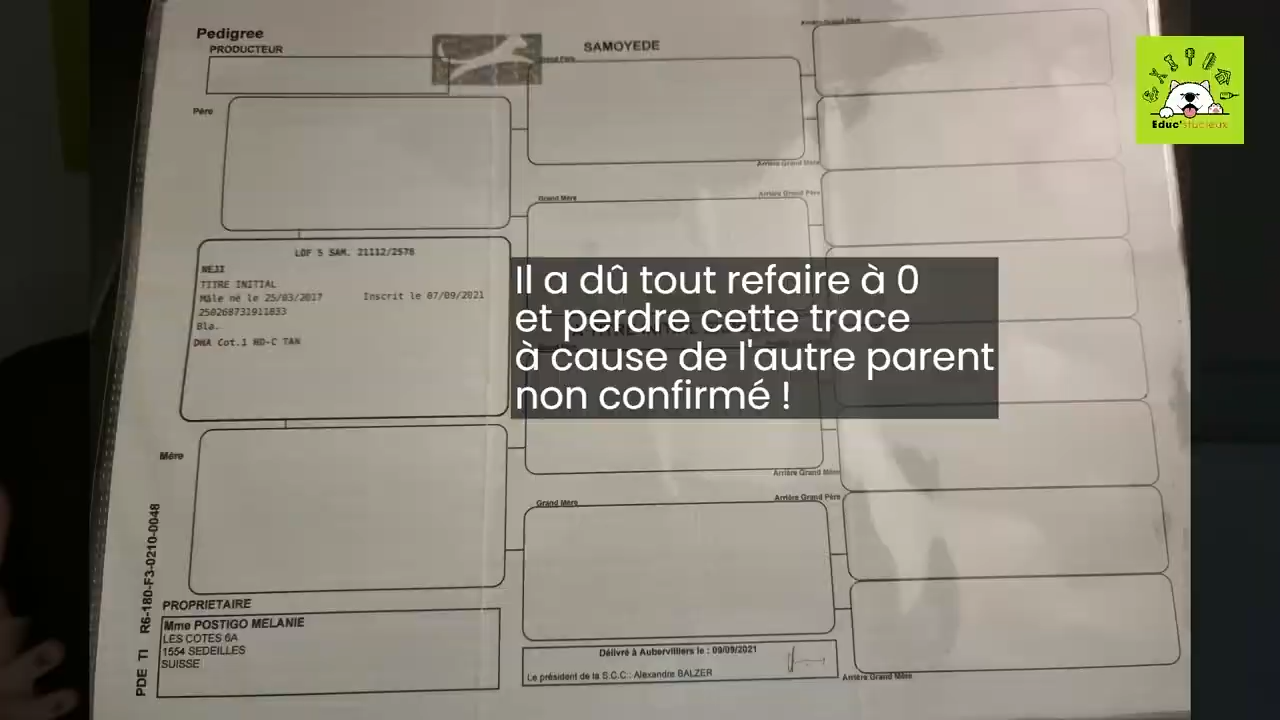 Pedigree
PRODUCTEUR
SAMOYEDE
Grand Père
Arrière Grand Père
Père
Arrière Grand Mère
Grand Mère
Arrière Grand Père
LOF 5 SAM. 21112/2578
NEJI
TITRE INITIAL
Mâle né le 25/03/2017
Inscrit le 07/09/2021
250268731911833
Bla.
DNA Cot.1 HD-C TAN
Il a dû tout refaire à 0
et perdre cette trace
à cause de l'autre parent
non confirmé !
Mère
Arrière Grand Mère
Grand Mère
Arrière Grand Père
PDE TI R6-180-F3-0210-0048
PROPRIETAIRE
Mme POSTIGO MELANIE
LES COTES 6A
1554 SEDEILLES
SUISSE
Délivré à Aubervilliers le : 09/09/2021
Le président de la S.C.C.: Alexandre BALZER
Arrière Grand Mère
Educ'stucieux